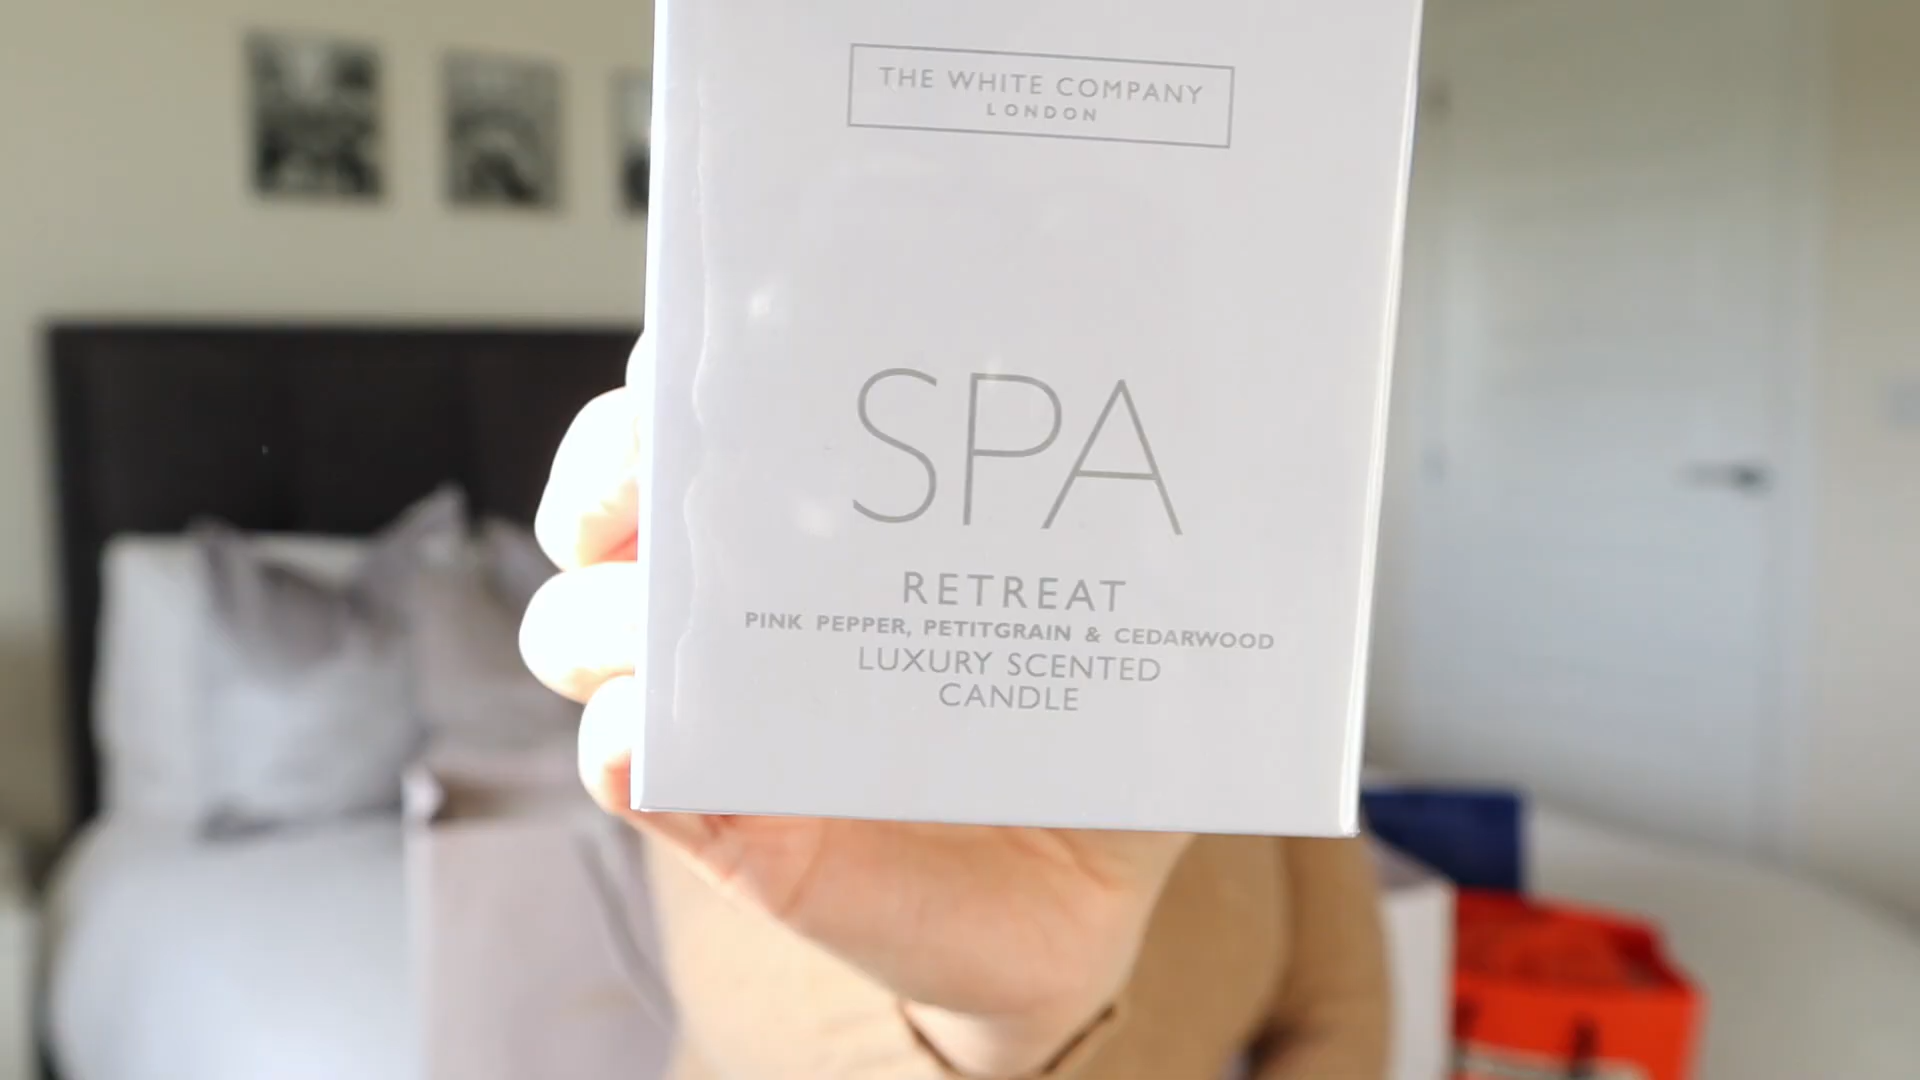 THE WHITE COMPANY
LONDON
SPA
RETREAT
PINK PEPPER, PETITGRAIN & CEDARWOOD
LUXURY SCENTED
CANDLE